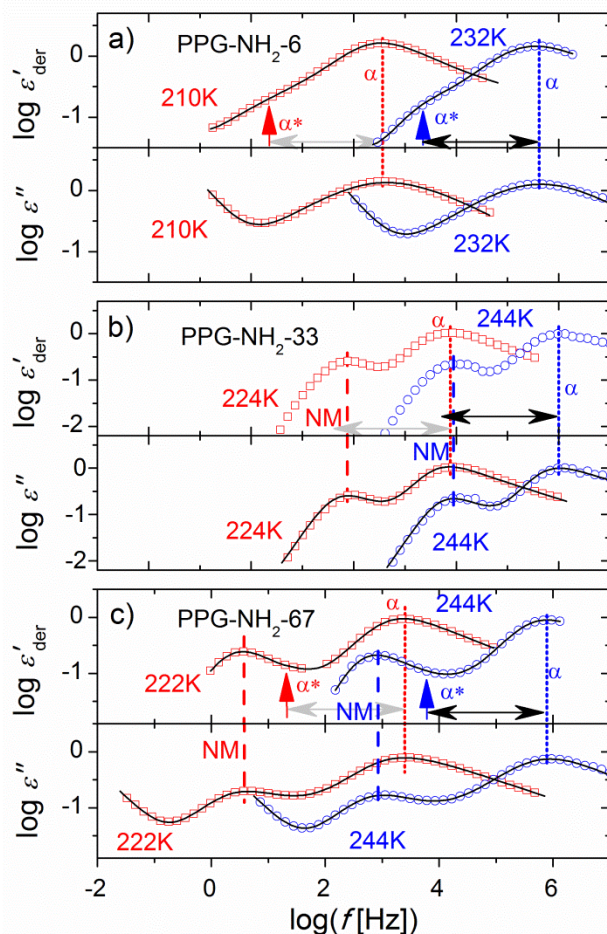 a) PPG-NH₂-6 232K
0
α
α
log ε′der
210K
α* α*
-1
0
log ε″
-1
210K 232K
b) PPG-NH₂-33 α 244K
0
log ε′der
-1
224K
α
NM
-2
NM
0
log ε″
-1
224K
244K
-2
c) PPG-NH₂-67 α 244K
0
log ε′der
-1
α
222K α* α*
NM
NM
0
log ε″
-1
222K 244K
-2 0 2 4 6
log(f[Hz])